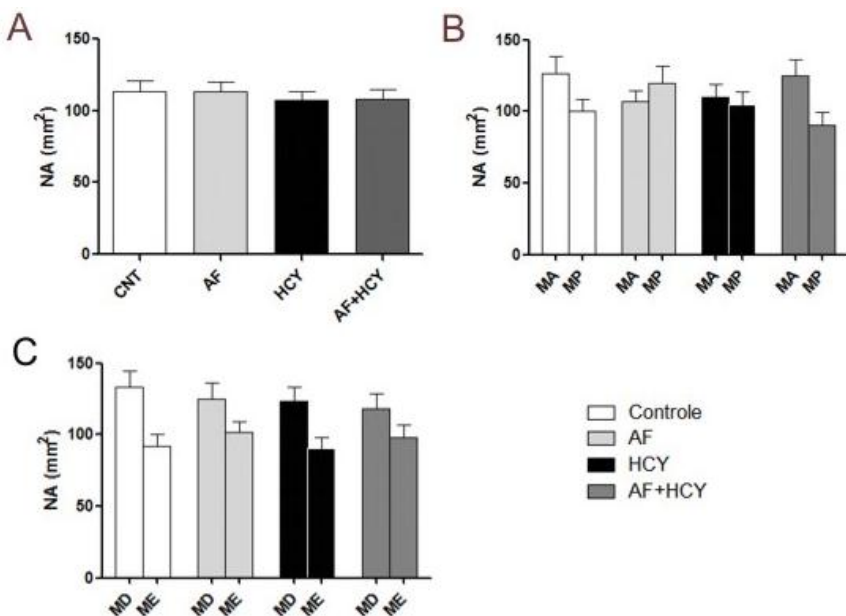 A
150
100
50
0
NA (mm²)
CNT AF HCY AF+HCY
B
150
100
50
0
NA (mm²)
MA MP MA MP MA MP MA MP
C
150
100
50
0
NA (mm²)
MD ME MD ME MD ME MD ME
Controle
AF
HCY
AF+HCY